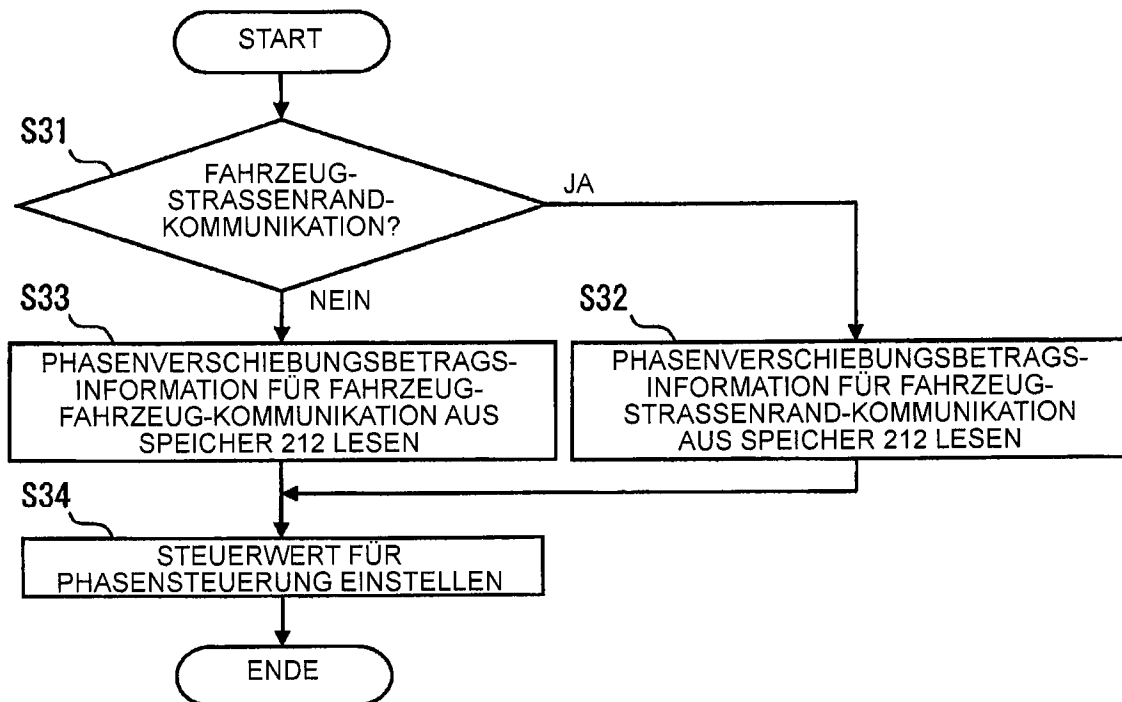 START
S31
FAHRZEUG-
STRASSENRAND-
KOMMUNIKATION?
JA
NEIN
S33
PHASENVERSCHIEBUNGSBETRAGS-
INFORMATION FÜR FAHRZEUG-
FAHRZEUG-KOMMUNIKATION AUS
SPEICHER 212 LESEN
S32
PHASENVERSCHIEBUNGSBETRAGS-
INFORMATION FÜR FAHRZEUG-
STRASSENRAND-KOMMUNIKATION
AUS SPEICHER 212 LESEN
S34
STEUERWERT FÜR
PHASENSTEUERUNG EINSTELLEN
ENDE